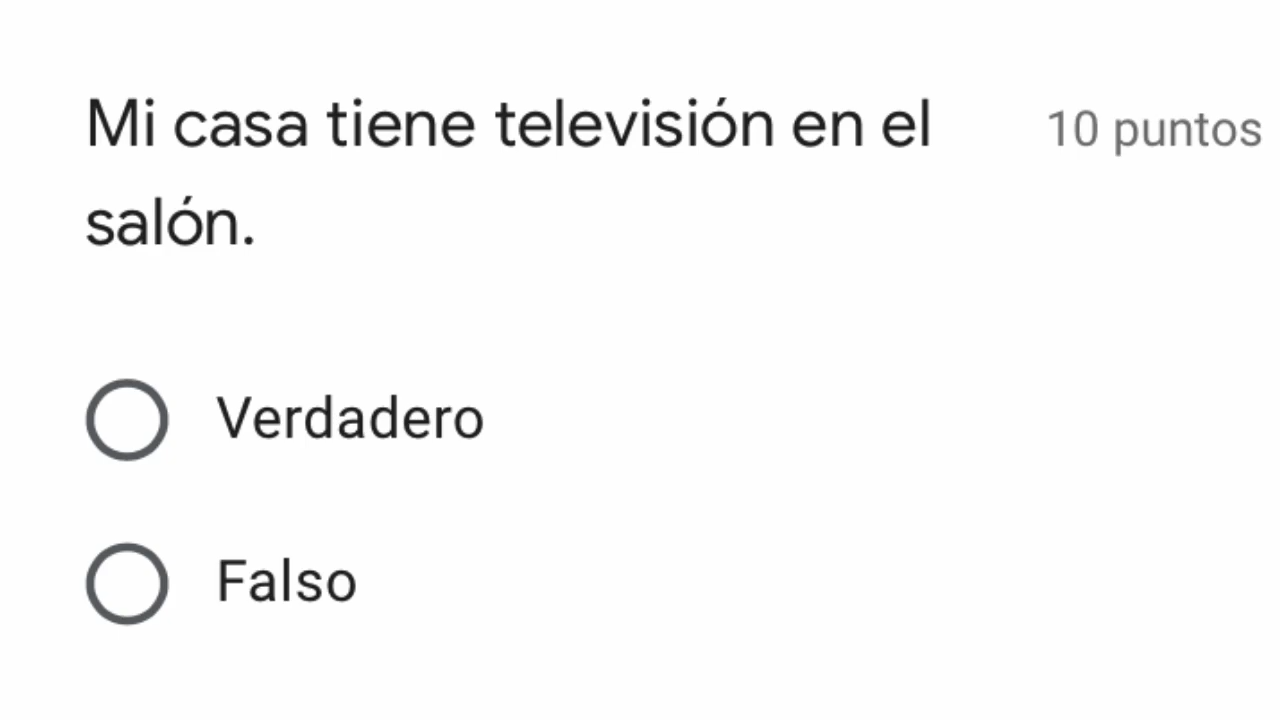 Mi casa tiene televisión en el
10 puntos
salón.
Verdadero
Falso